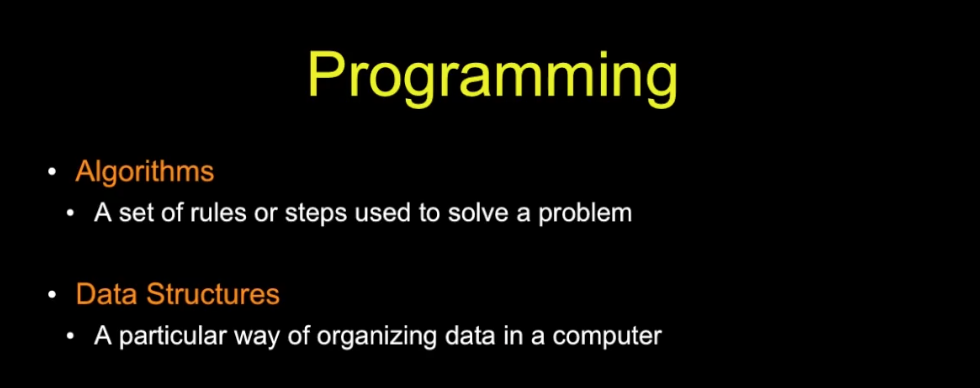 Programming
• Algorithms
• A set of rules or steps used to solve a problem
• Data Structures
• A particular way of organizing data in a computer